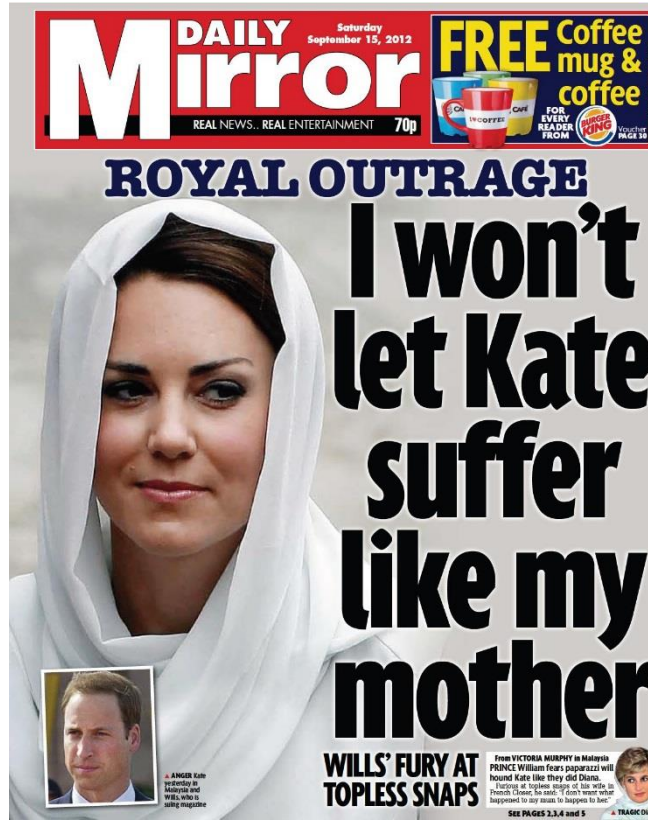 DAILY
Mirror
Saturday
September 15, 2012
REAL NEWS.. REAL ENTERTAINMENT 70p
FREE Coffee
mug &
coffee
CAFÉ
I ♥ COFFEE
FOR
EVERY
READER
FROM
BURGER
KING
Voucher
PAGE 30
ROYAL OUTRAGE
I won't
let Kate
suffer
like my
mother
▲ ANGER Kate
yesterday in
Malaysia and
Wills, who is
suing magazine
WILLS' FURY AT
TOPLESS SNAPS
From VICTORIA MURPHY in Malaysia
PRINCE William fears paparazzi will
hound Kate like they did Diana.
Furious at topless snaps of his wife in
French Closer, he said: "I don't want what
happened to my mum to happen to her."
SEE PAGES 2,3,4 and 5
▲ TRAGIC Di